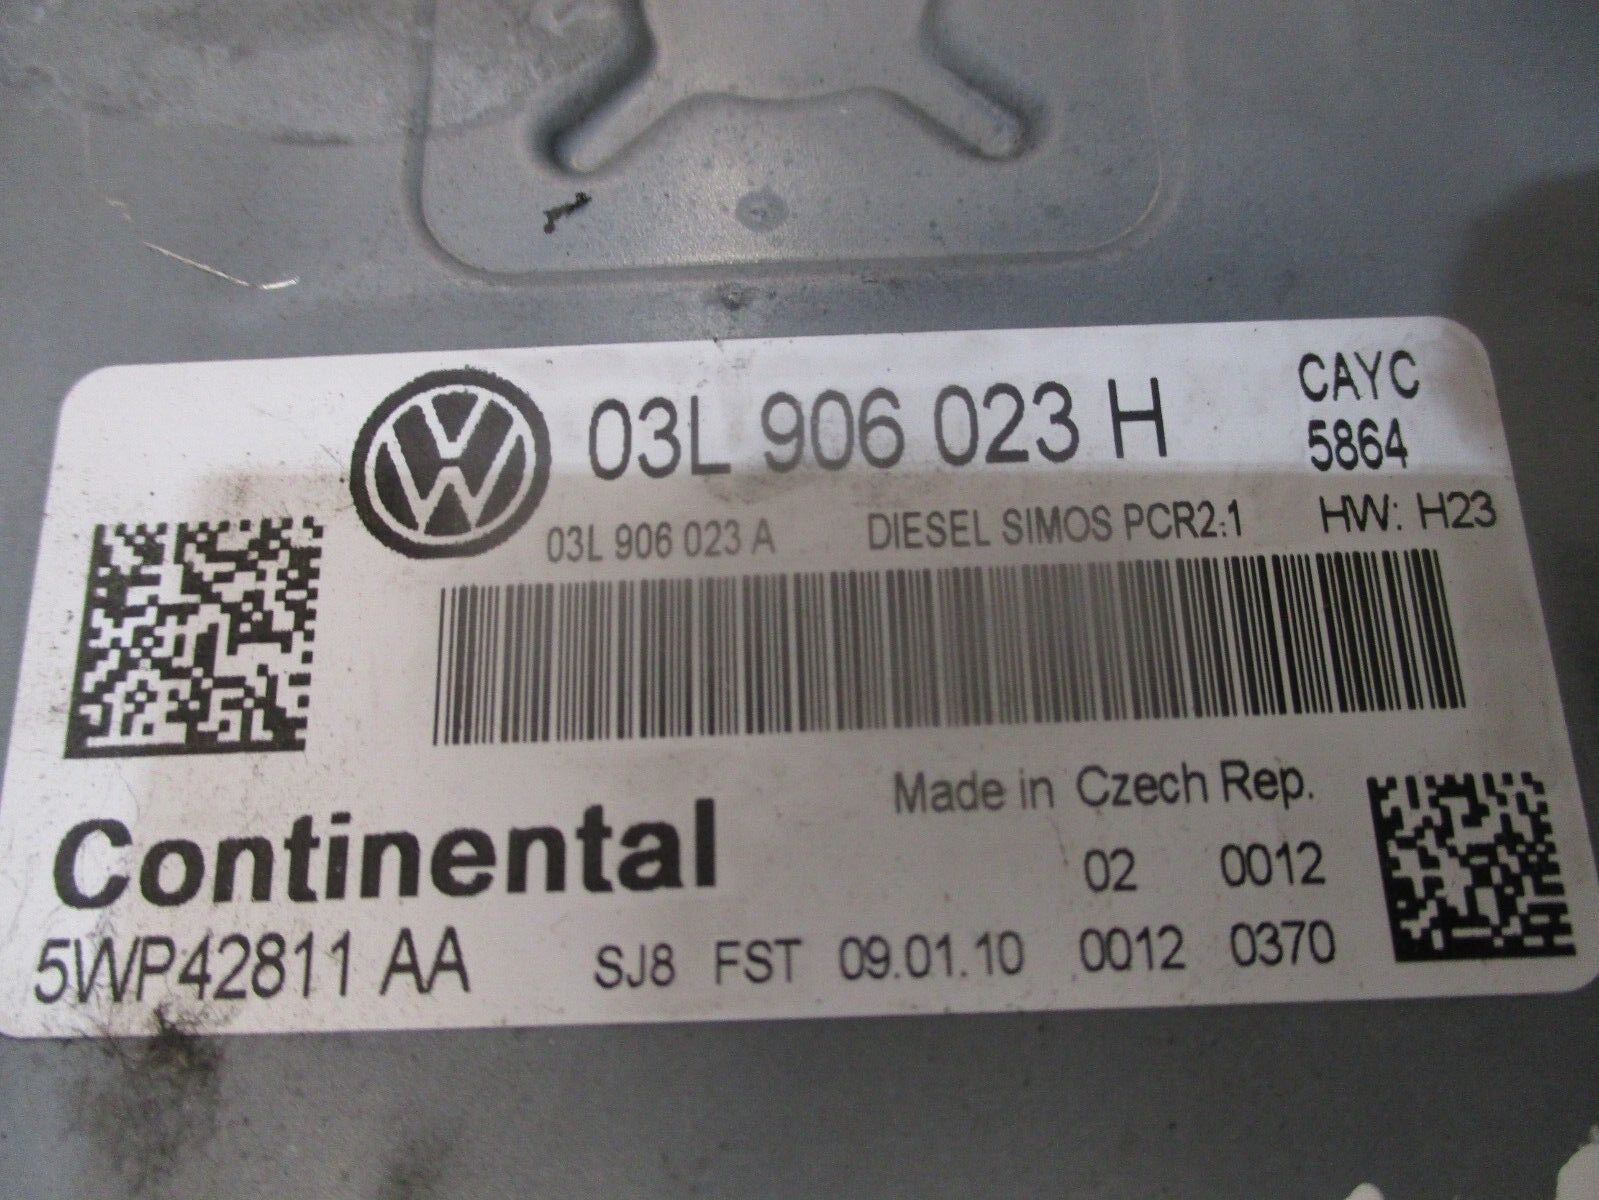 03L 906 023 H CAYC
5864
03L 906 023 A DIESEL SIMOS PCR2.1 HW: H23
Made in Czech Rep.
Continental 02 0012
5WP42811 AA SJ8 FST 09.01.10 0012 0370